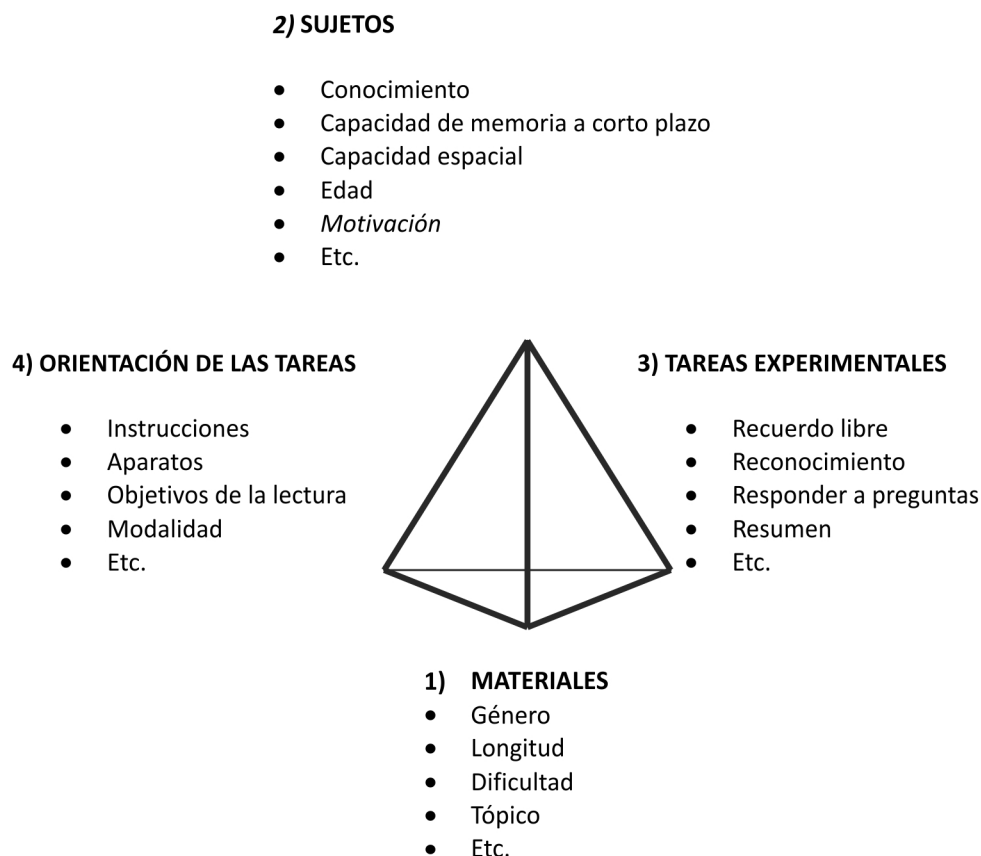 2) SUJETOS
• Conocimiento
• Capacidad de memoria a corto plazo
• Capacidad espacial
• Edad
• Motivación
• Etc.
4) ORIENTACIÓN DE LAS TAREAS
• Instrucciones
• Aparatos
• Objetivos de la lectura
• Modalidad
• Etc.
3) TAREAS EXPERIMENTALES
• Recuerdo libre
• Reconocimiento
• Responder a preguntas
• Resumen
• Etc.
1) MATERIALES
• Género
• Longitud
• Dificultad
• Tópico
• Etc.